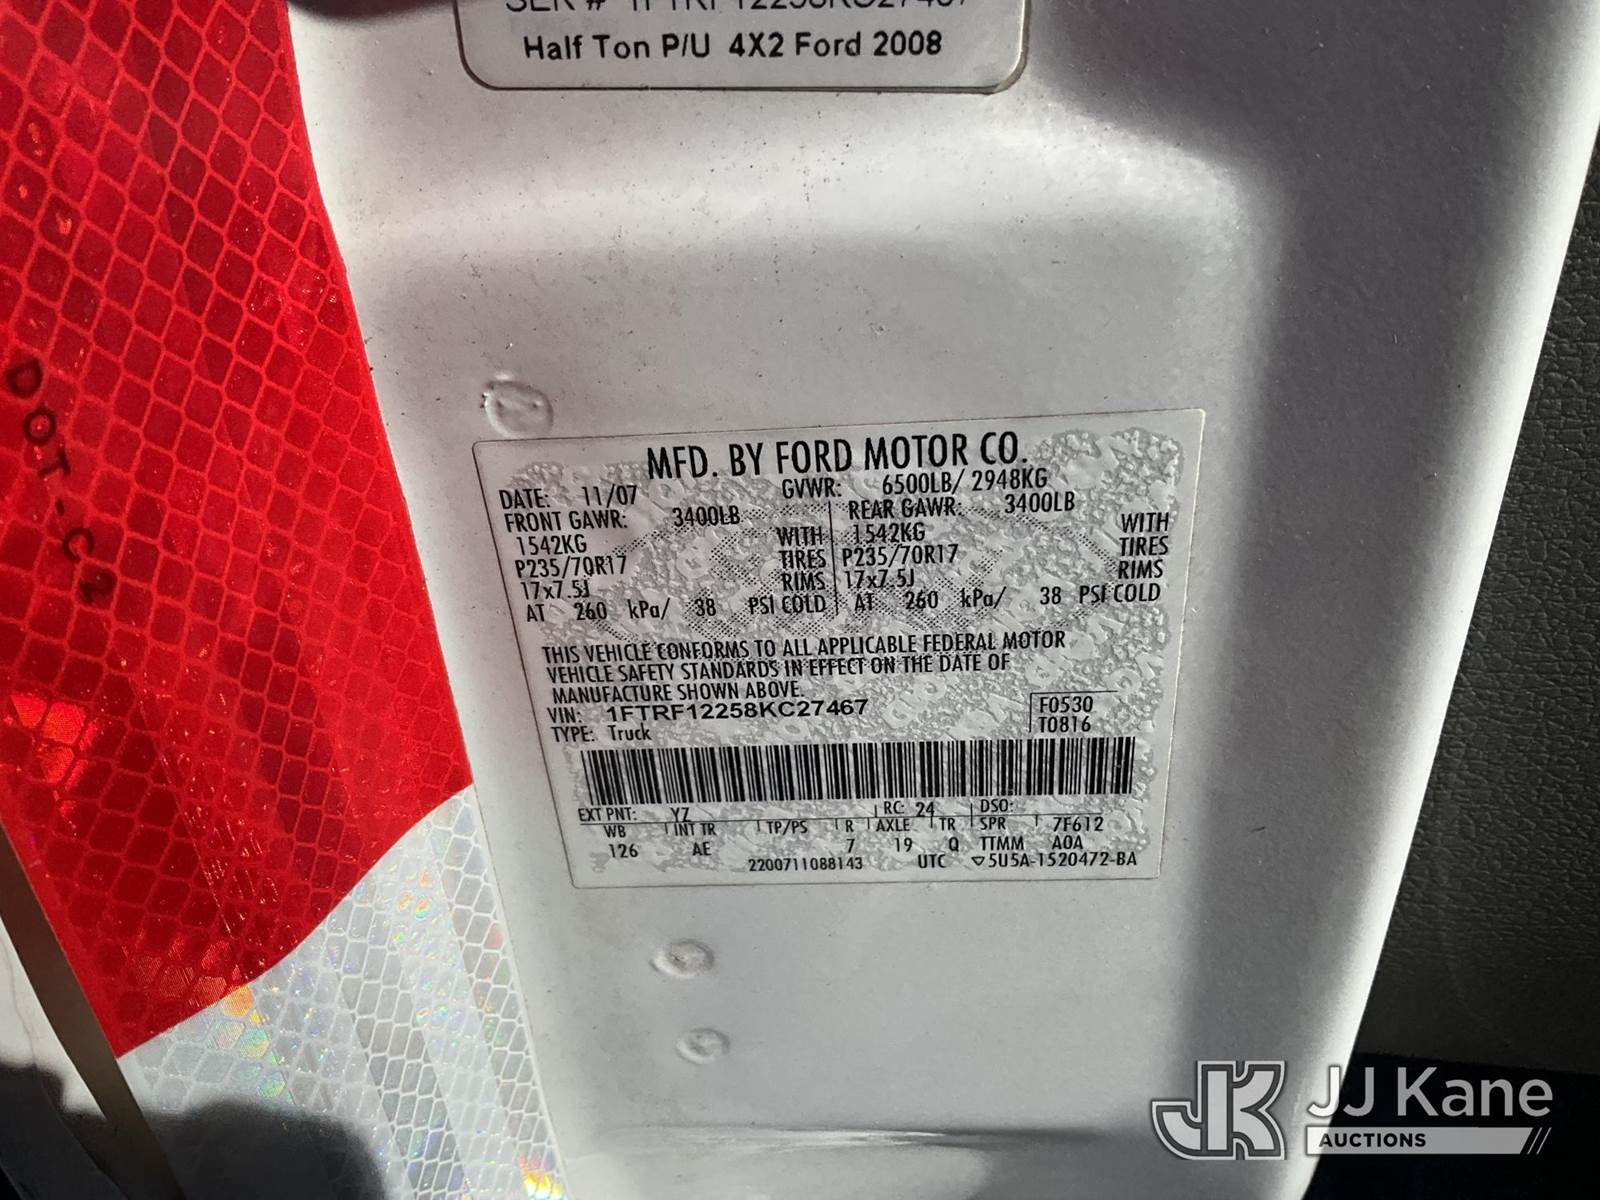 SER # 1FTRF12258KC27467
Half Ton P/U 4X2 Ford 2008
DOT-C2
MFD. BY FORD MOTOR CO.
DATE: 11/07 GVWR: 6500LB/ 2948KG
FRONT GAWR: 3400LB REAR GAWR: 3400LB
1542KG WITH 1542KG WITH
P235/70R17 TIRES P235/70R17 TIRES
17x7.5J RIMS 17x7.5J RIMS
AT 260 kPa/ 38 PSI COLD AT 260 kPa/ 38 PSI COLD
THIS VEHICLE CONFORMS TO ALL APPLICABLE FEDERAL MOTOR
VEHICLE SAFETY STANDARDS IN EFFECT ON THE DATE OF
MANUFACTURE SHOWN ABOVE.
VIN: 1FTRF12258KC27467 F0530
TYPE: Truck T0816
EXT PNT: YZ RC: 24 DSO:
WB INT TR TP/PS R AXLE TR SPR 7F612
126 AE 7 19 Q TTMM A0A
2200711088143 UTC ▽5U5A-1520472-BA
JK JJ Kane
AUCTIONS